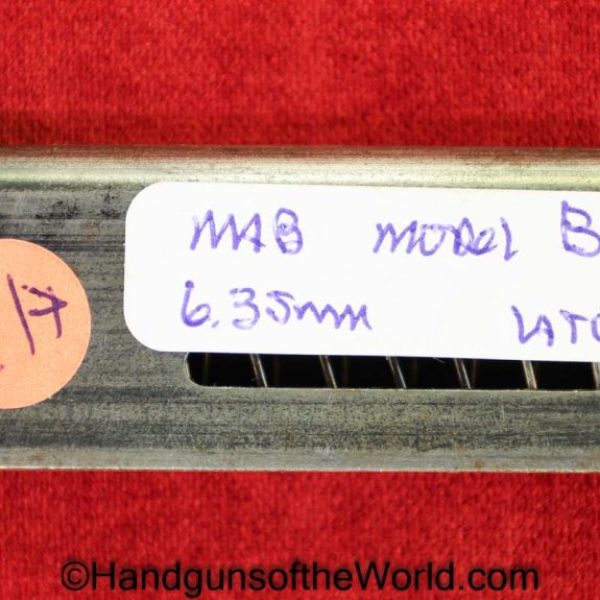 MAB MODEL B
6.35mm
17
©HandgunsoftheWorld.com